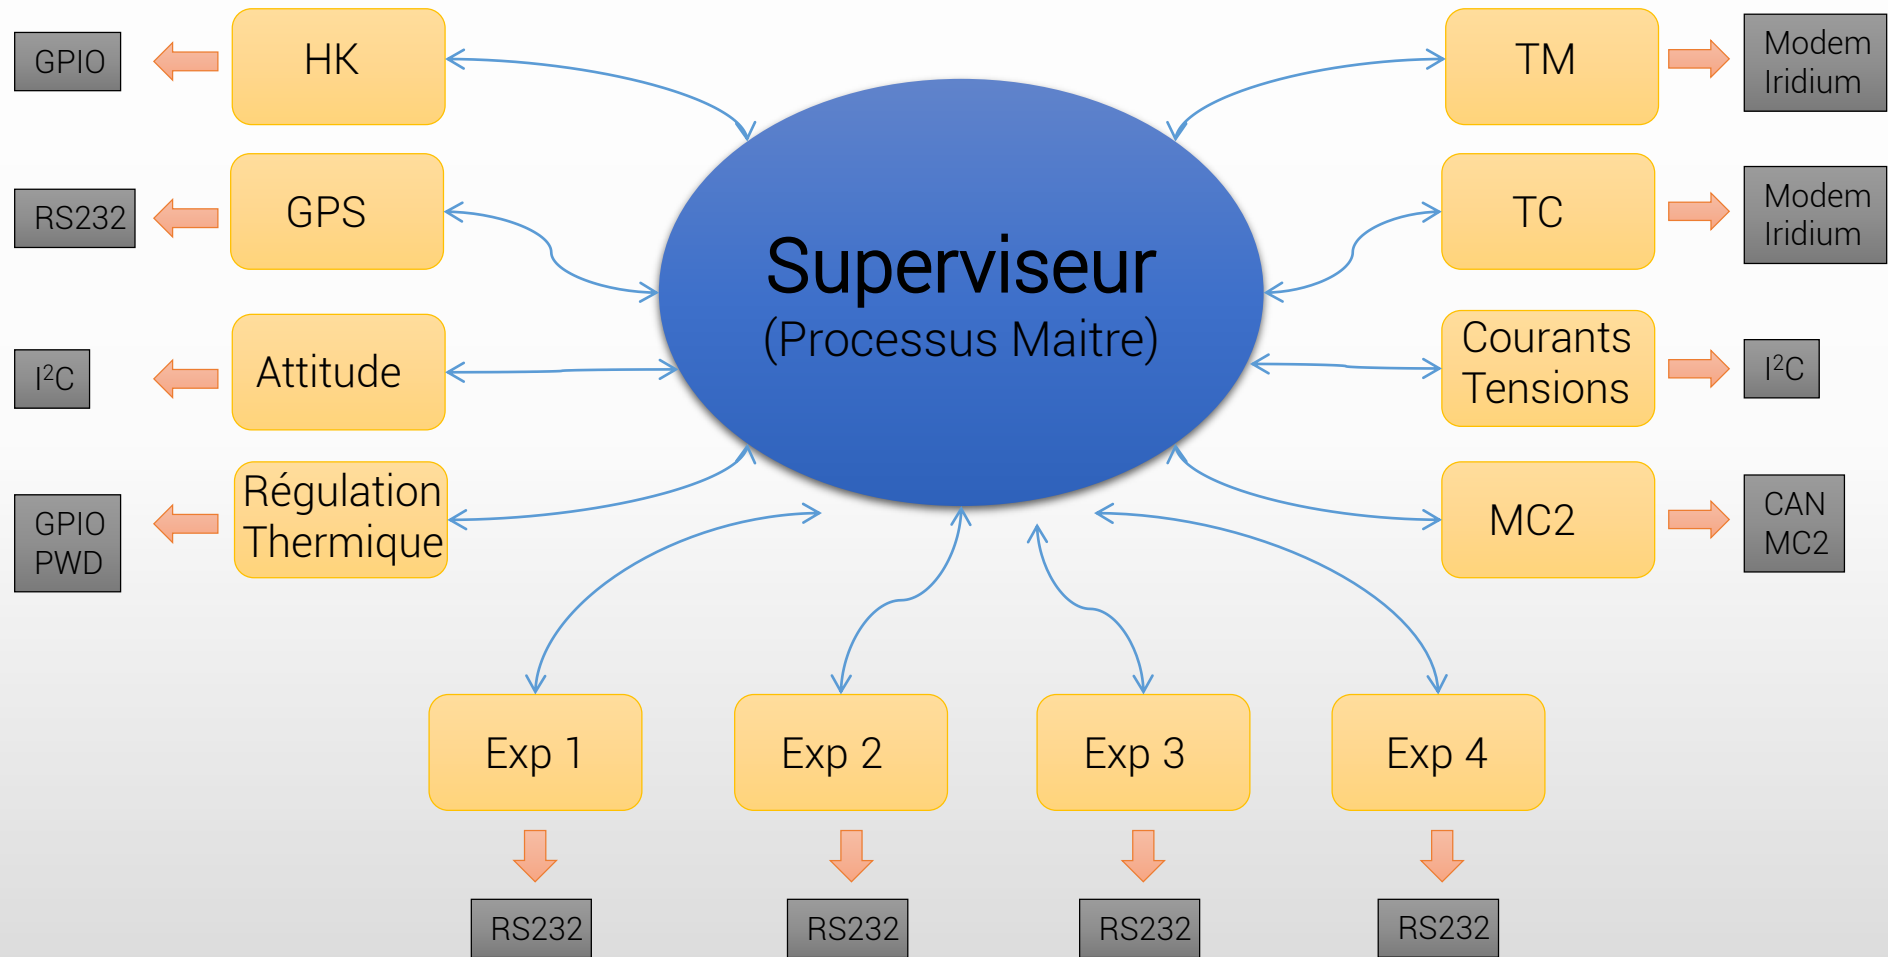 GPIO
HK
RS232
GPS
I²C
Attitude
GPIO
PWD
Régulation
Thermique
Superviseur
(Processus Maitre)
TM
Modem
Iridium
TC
Modem
Iridium
Courants
Tensions
I²C
MC2
CAN
MC2
Exp 1
Exp 2
Exp 3
Exp 4
RS232
RS232
RS232
RS232